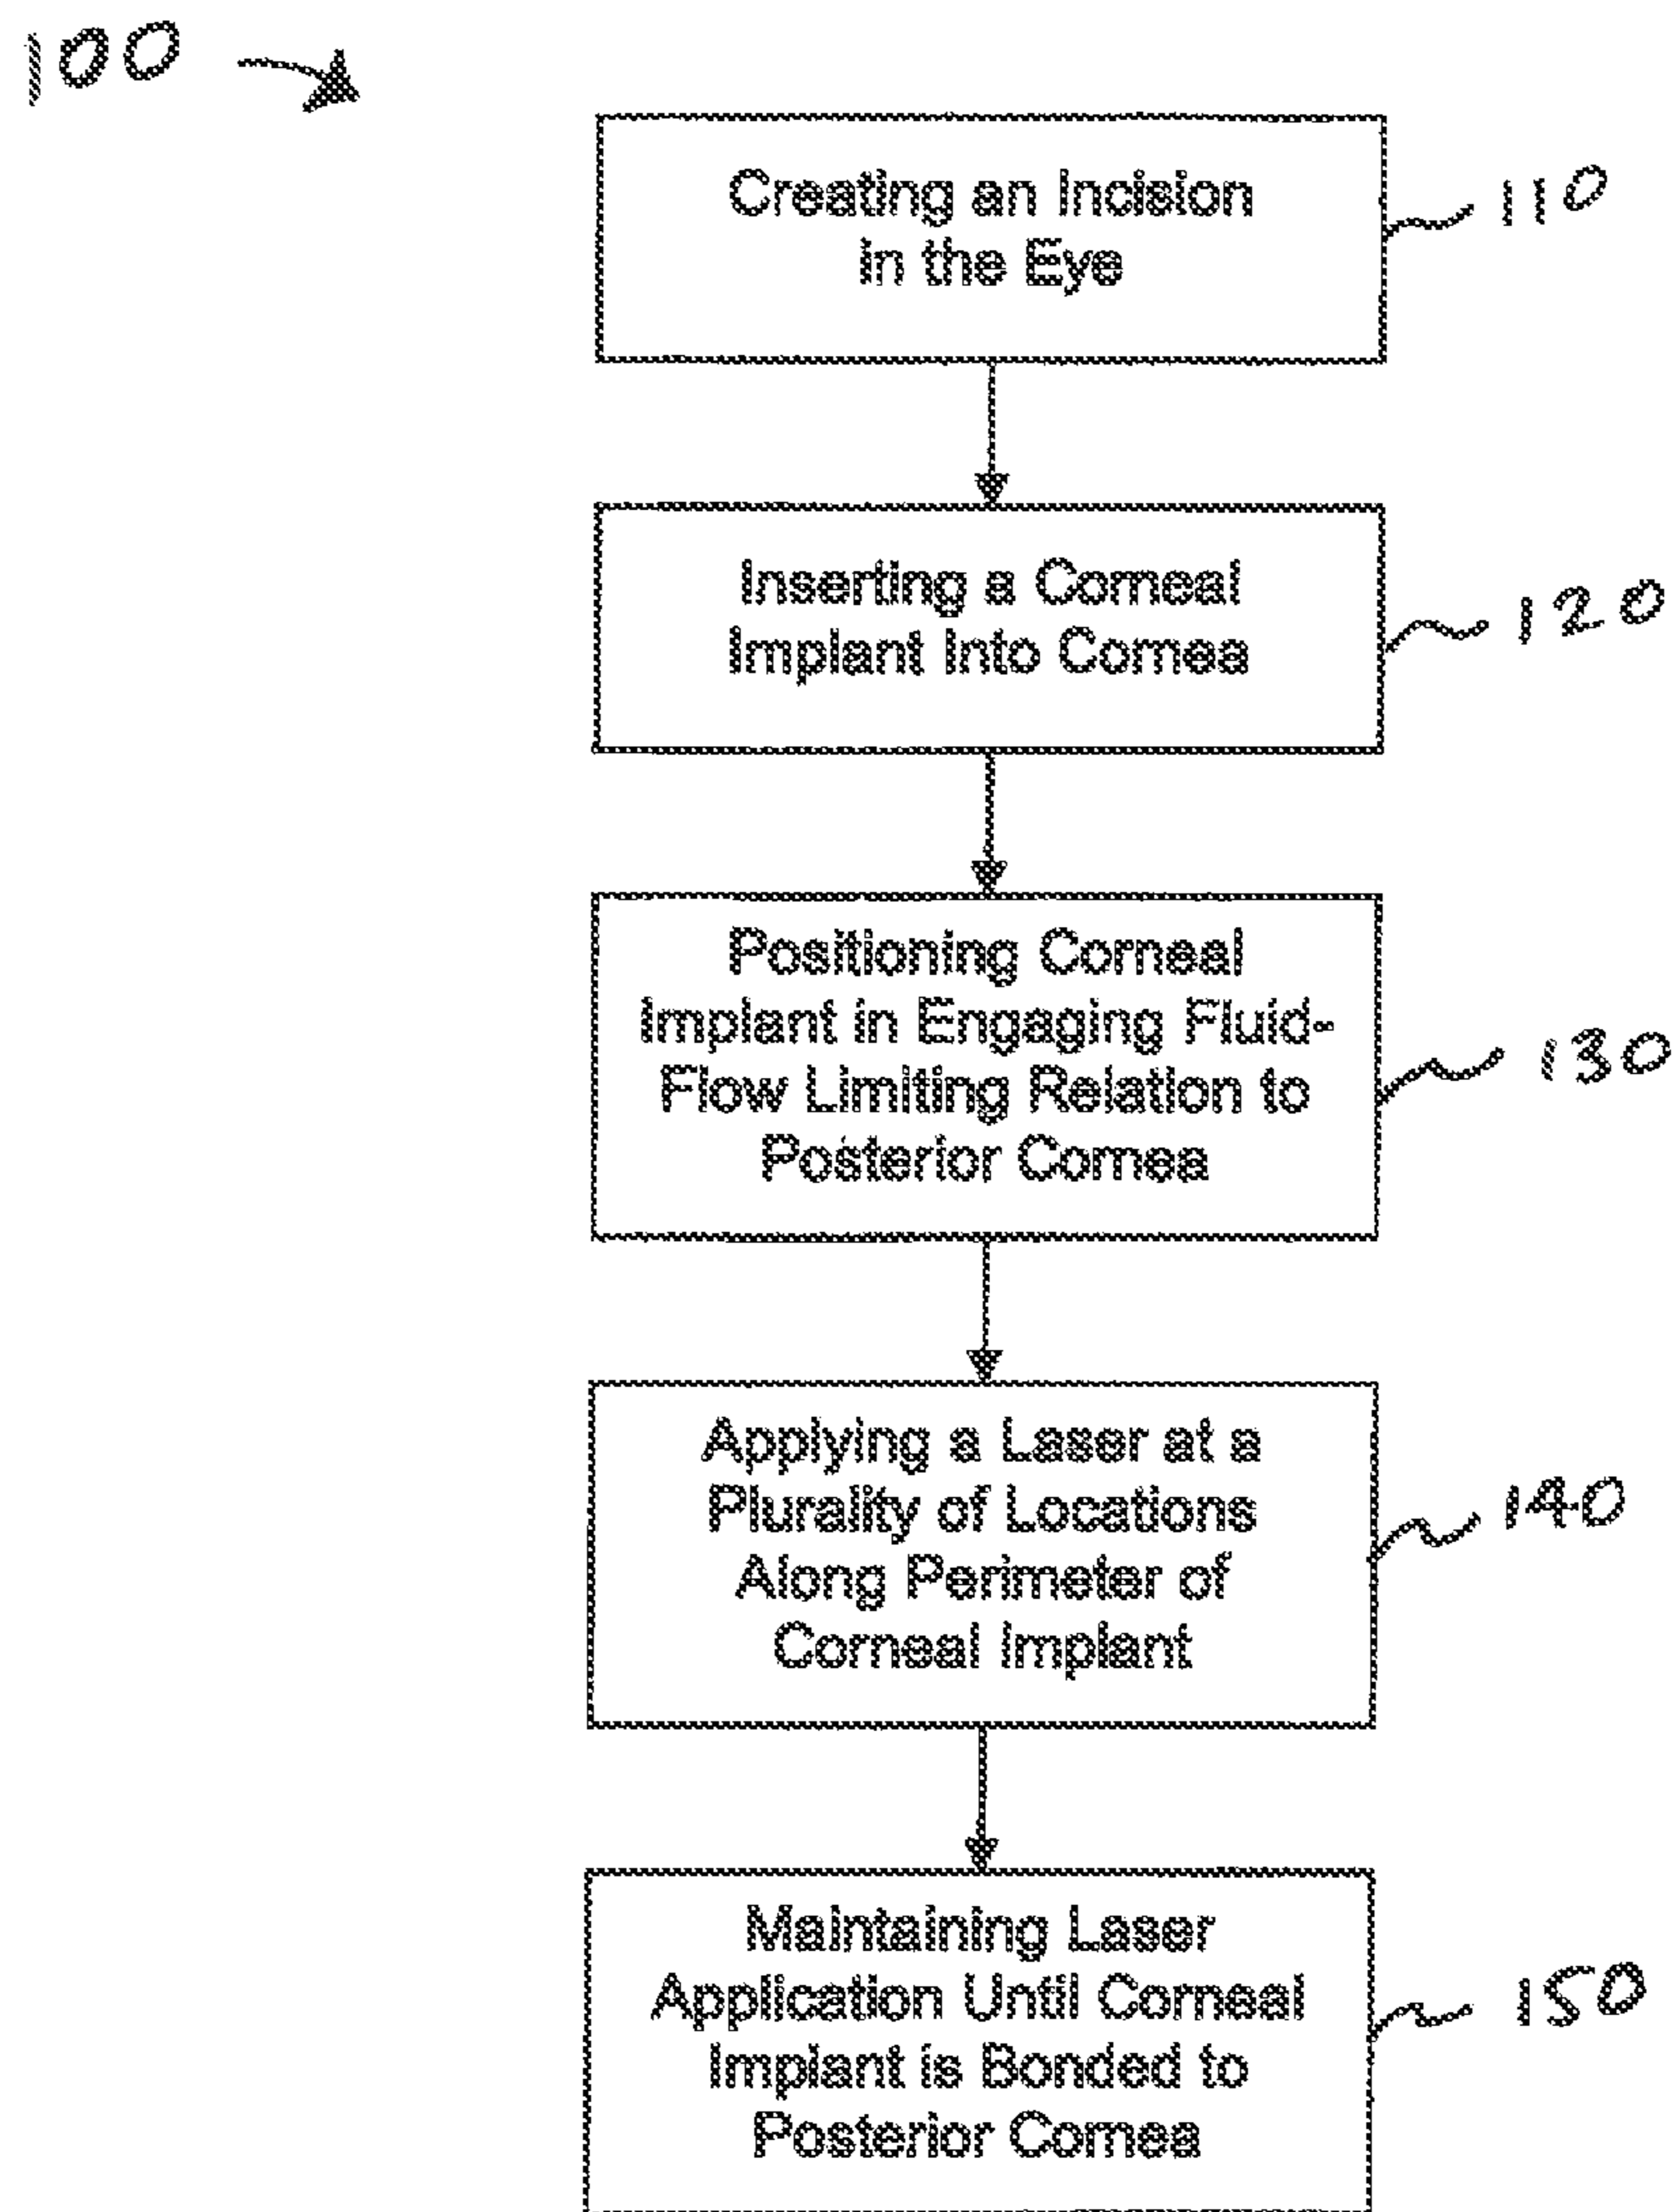 100
Creating an Incision
in the Eye
110
Inserting a Corneal
Implant Into Cornea
120
Positioning Corneal
Implant in Engaging Fluid-
Flow Limiting Relation to
Posterior Cornea
130
Applying a Laser at a
Plurality of Locations
Along Perimeter of
Corneal Implant
140
Maintaining Laser
Application Until Corneal
Implant is Bonded to
Posterior Cornea
150